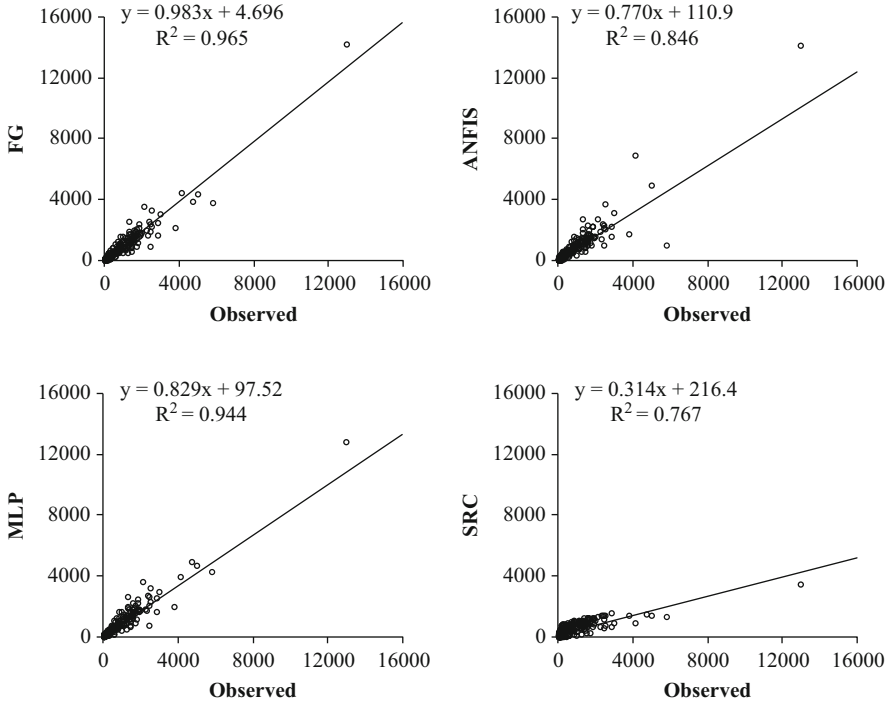 y = 0.983x + 4.696
R² = 0.965
16000
12000
8000
4000
0
FG
0 4000 8000 12000 16000
Observed
y = 0.770x + 110.9
R² = 0.846
16000
12000
8000
4000
0
ANFIS
0 4000 8000 12000 16000
Observed
y = 0.829x + 97.52
R² = 0.944
16000
12000
8000
4000
0
MLP
0 4000 8000 12000 16000
Observed
y = 0.314x + 216.4
R² = 0.767
16000
12000
8000
4000
0
SRC
0 4000 8000 12000 16000
Observed